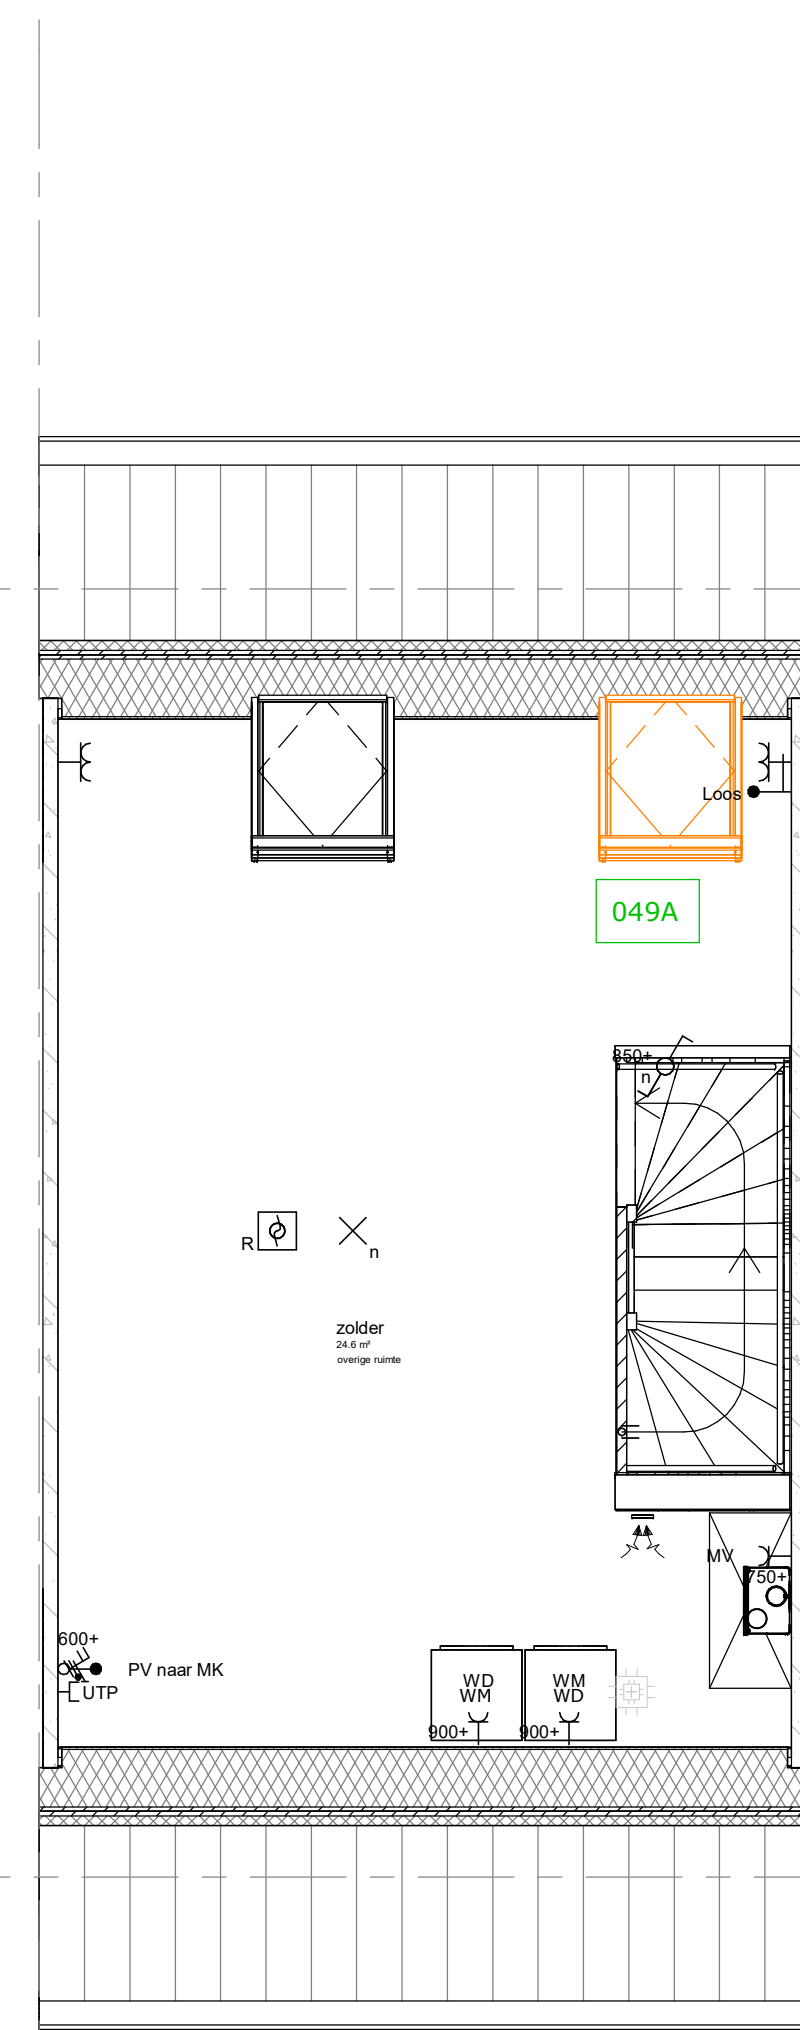 Loos
049A
850+
n
R
n
zolder
24.6 m²
overige ruimte
MV
750+
600+
PV naar MK
UTP
WD
WM
WM
WD
900+
900+